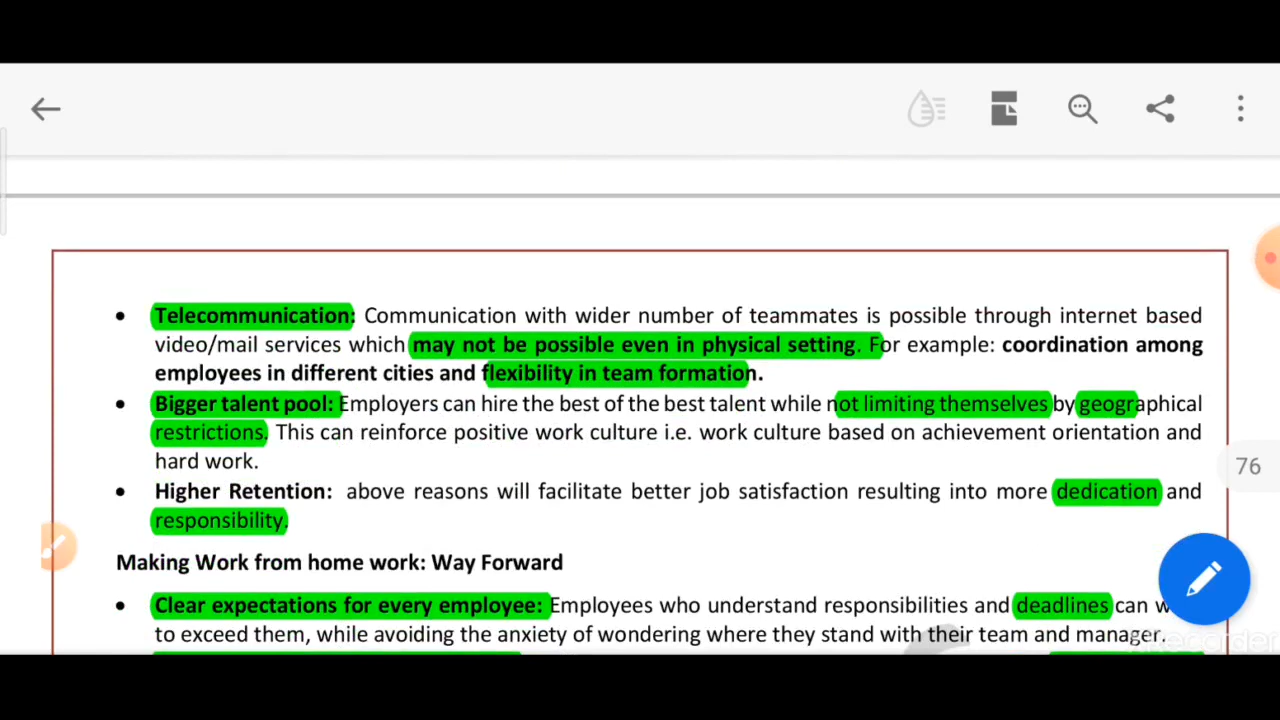 Telecommunication: Communication with wider number of teammates is possible through internet based
video/mail services which may not be possible even in physical setting. For example: coordination among
employees in different cities and flexibility in team formation.
Bigger talent pool: Employers can hire the best of the best talent while not limiting themselves by geographical
restrictions. This can reinforce positive work culture i.e. work culture based on achievement orientation and
hard work.
76
Higher Retention: above reasons will facilitate better job satisfaction resulting into more dedication and
responsibility.
Making Work from home work: Way Forward
Clear expectations for every employee: Employees who understand responsibilities and deadlines can
to exceed them, while avoiding the anxiety of wondering where they stand with their team and manager.
Recorder